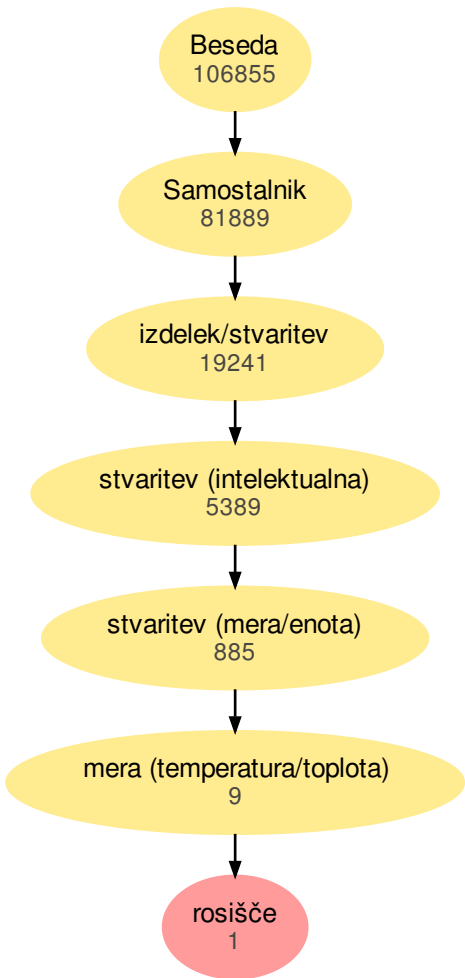 Beseda
106855
Samostalnik
81889
izdelek/stvaritev
19241
stvaritev (intelektualna)
5389
stvaritev (mera/enota)
885
mera (temperatura/toplota)
9
rosišče
1